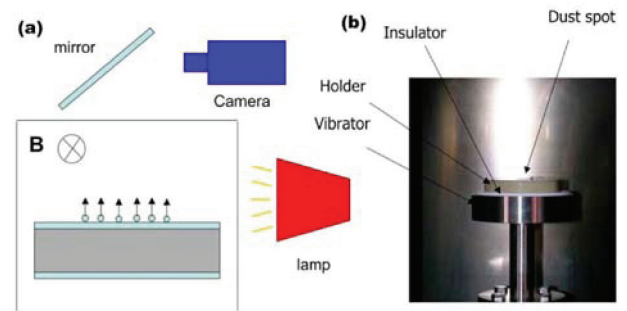 (a)
mirror
Camera
B
lamp
(b)
Insulator
Dust spot
Holder
Vibrator